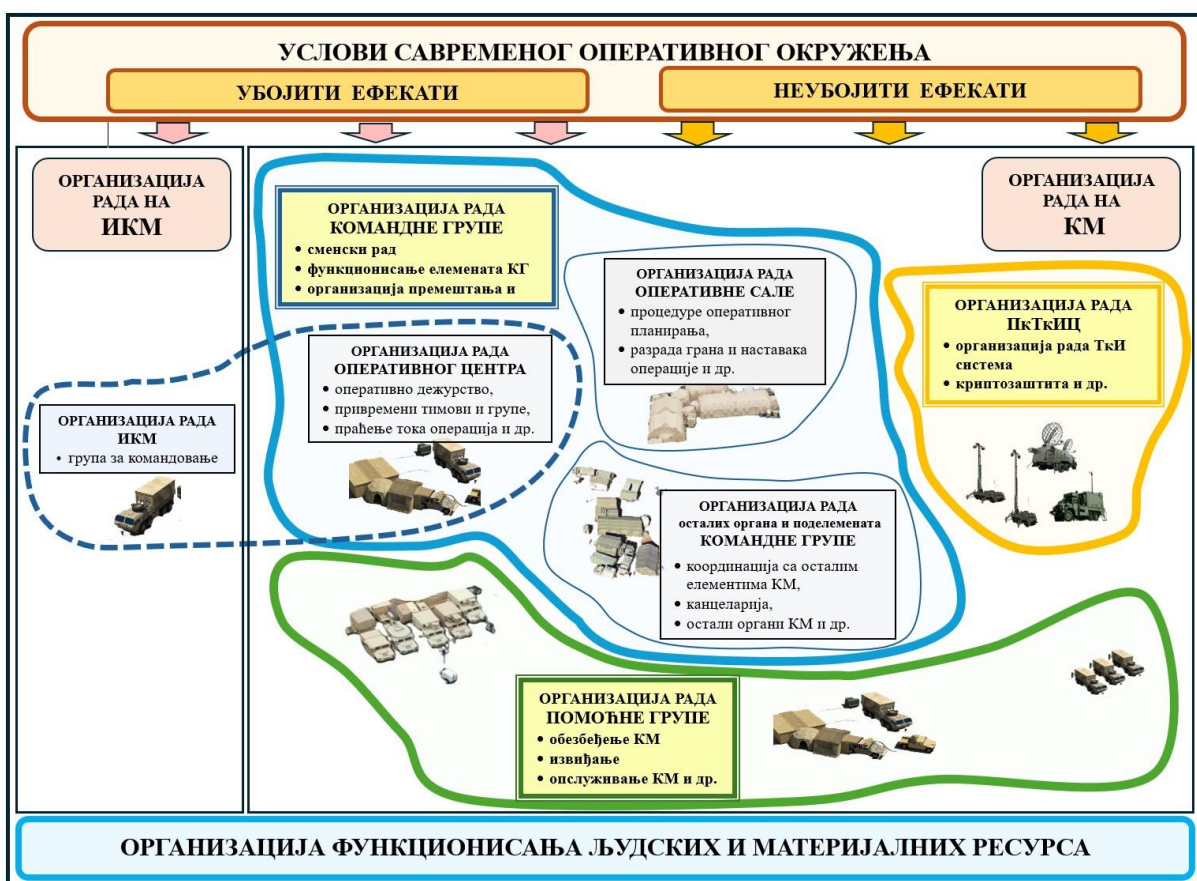 УСЛОВИ САВРЕМЕНОГ ОПЕРАТИВНОГ ОКРУЖЕЊА
УБОЈИТИ ЕФЕКАТИ
НЕУБОЈИТИ ЕФЕКАТИ
ОРГАНИЗАЦИЈА
РАДА НА
ИКМ
ОРГАНИЗАЦИЈА РАДА
КОМАНДНЕ ГРУПЕ
• сменски рад
• функционисање елемената КГ
• организација премештања и
ОРГАНИЗАЦИЈА
РАДА НА
КМ
ОРГАНИЗАЦИЈА РАДА
ОПЕРАТИВНЕ САЛЕ
• процедуре оперативног
планирања,
• разрада грана и наставака
операције и др.
ОРГАНИЗАЦИЈА РАДА
ПкТкИЦ
• организација рада ТкИ
система
• криптозаштита и др.
ОРГАНИЗАЦИЈА РАДА
ОПЕРАТИВНОГ ЦЕНТРА
• оперативно дежурство,
• привремени тимови и групе,
• праћење тока операција и др.
ОРГАНИЗАЦИЈА РАДА
ИКМ
• група за командовање
ОРГАНИЗАЦИЈА РАДА
осталих органа и поделемената
КОМАНДНЕ ГРУПЕ
• координација са осталим
елементима КМ,
• канцеларија,
• остали органи КМ и др.
ОРГАНИЗАЦИЈА РАДА
ПОМОЋНЕ ГРУПЕ
• обезбеђење КМ
• извиђање
• опслуживање КМ и др.
ОРГАНИЗАЦИЈА ФУНКЦИОНИСАЊА ЉУДСКИХ И МАТЕРИЈАЛНИХ РЕСУРСА